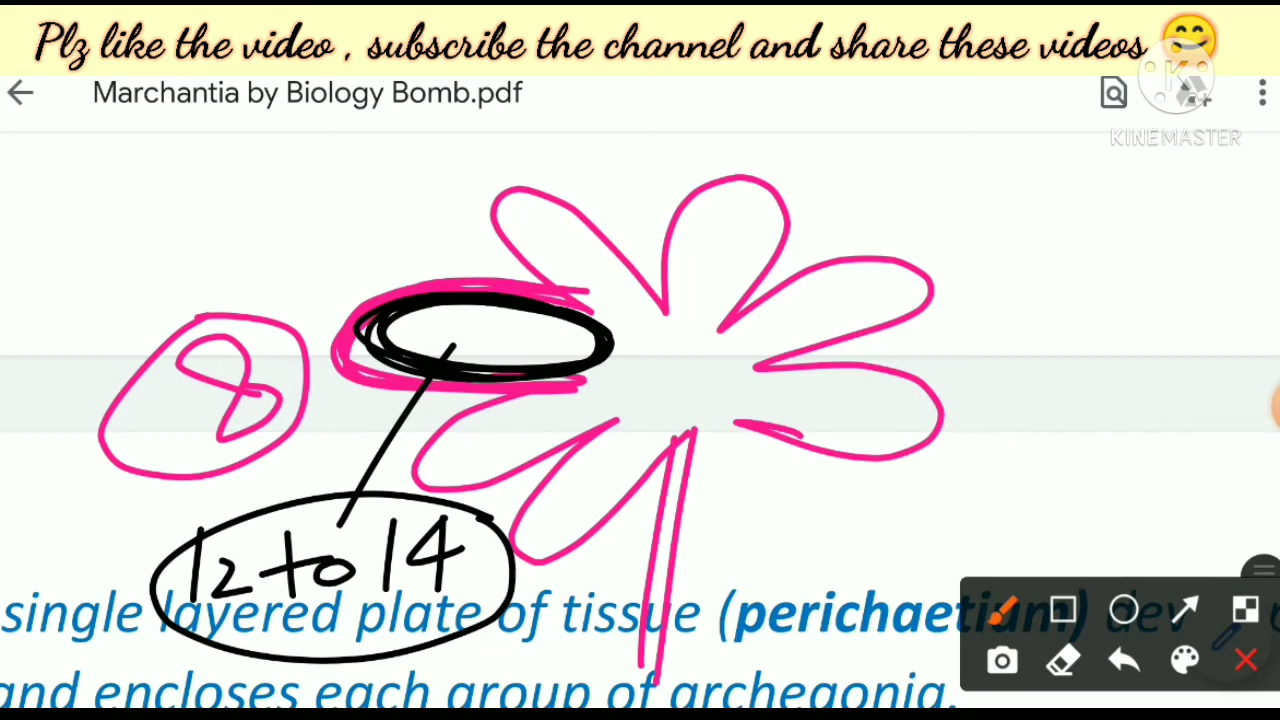 Plz like the video , subscribe the channel and share these videos
Marchantia by Biology Bomb.pdf
KINEMASTER
8
12 to 14
single layered plate of tissue (perichaetium) dev
and encloses each group of archegonia.